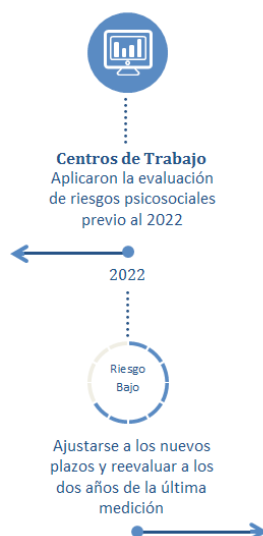 Centros de Trabajo
Aplicaron la evaluación
de riesgos psicosociales
previo al 2022
2022
Riesgo
Bajo
Ajustarse a los nuevos
plazos y reevaluar a los
dos años de la última
medición